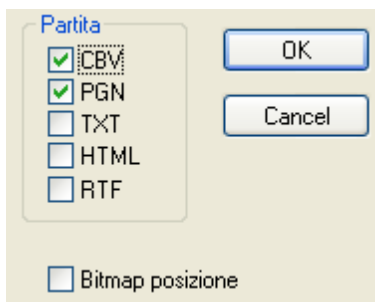 Partita
CBV
OK
PGN
TXT
Cancel
HTML
RTF
Bitmap posizione